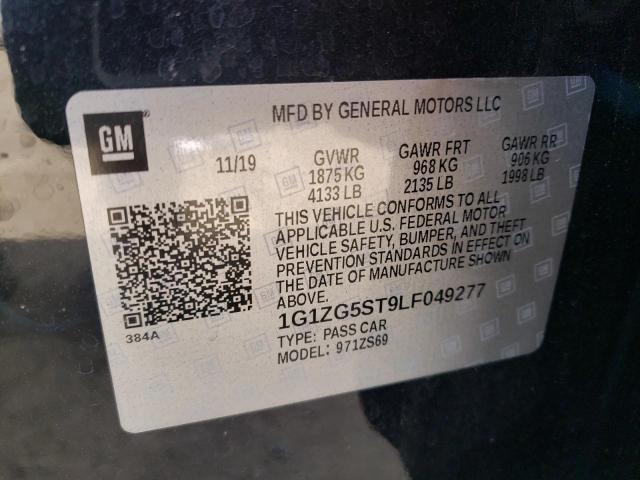 GM
®
MFD BY GENERAL MOTORS LLC
11/19
GVWR
1875 KG
4133 LB
GAWR FRT
968 KG
2135 LB
GAWR RR
906 KG
1998 LB
THIS VEHICLE CONFORMS TO ALL
APPLICABLE U.S. FEDERAL MOTOR
VEHICLE SAFETY, BUMPER, AND THEFT
PREVENTION STANDARDS IN EFFECT ON
THE DATE OF MANUFACTURE SHOWN
ABOVE.
384A
1G1ZG5ST9LF049277
TYPE: PASS CAR
MODEL: 971ZS69